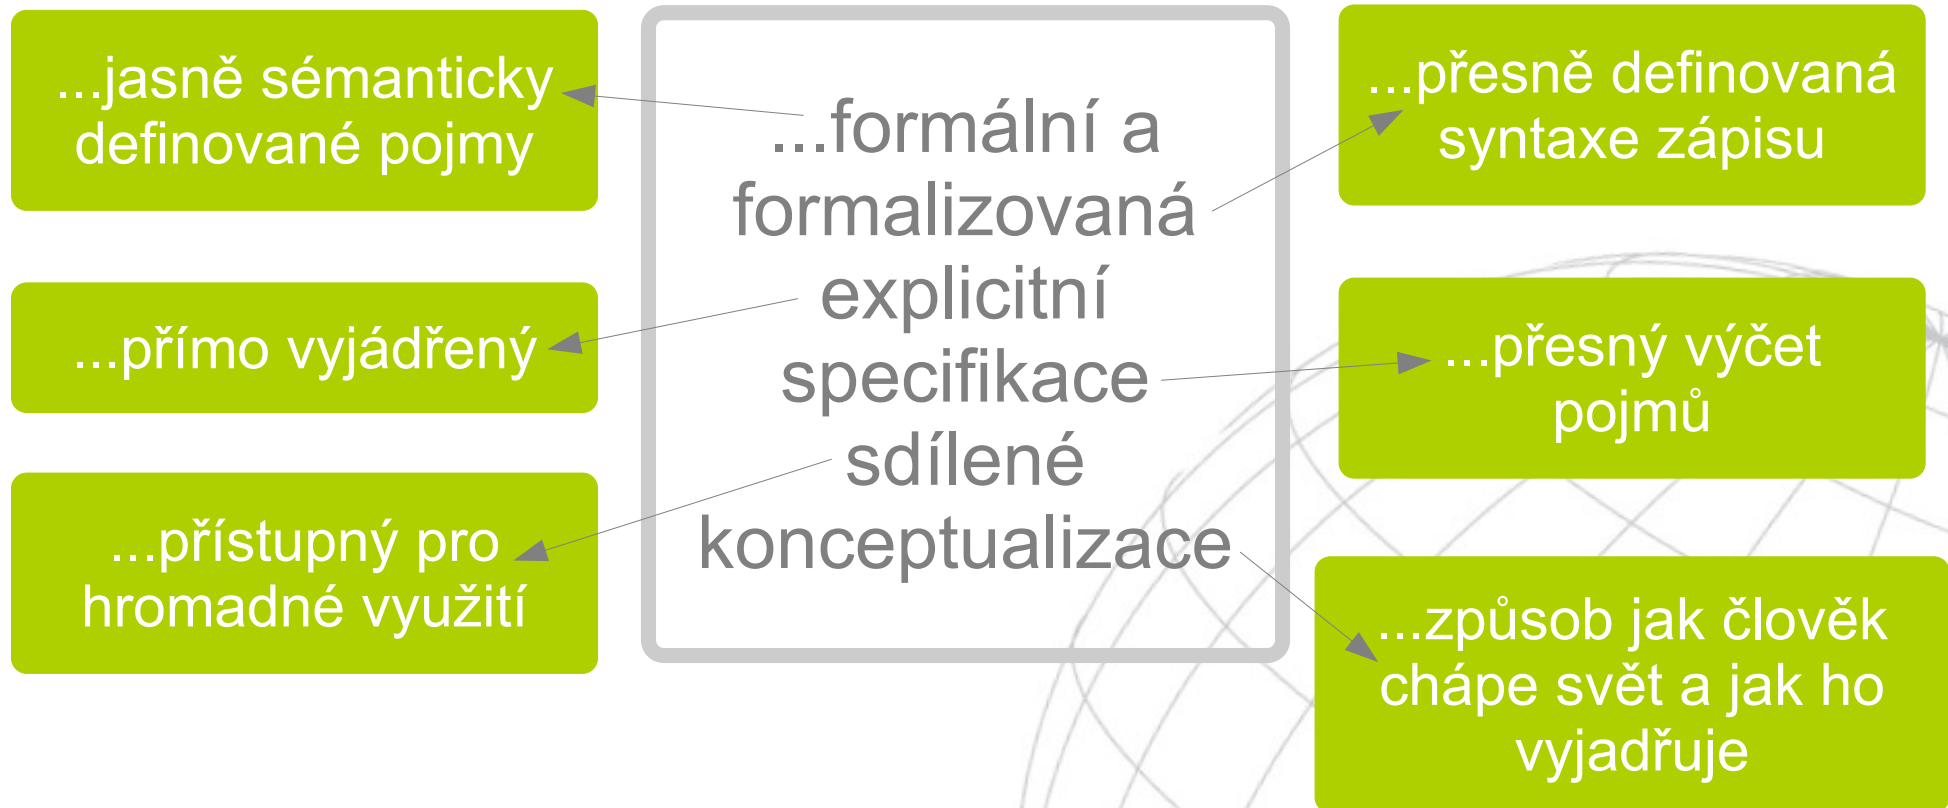 ...jasně sémanticky
definované pojmy
...přímo vyjádřený
...přístupný pro
hromadné využití
...formální a
formalizovaná
explicitní
specifikace
sdílené
konceptualizace
...přesně definovaná
syntaxe zápisu
...přesný výčet
pojmů
...způsob jak člověk
chápe svět a jak ho
vyjadřuje